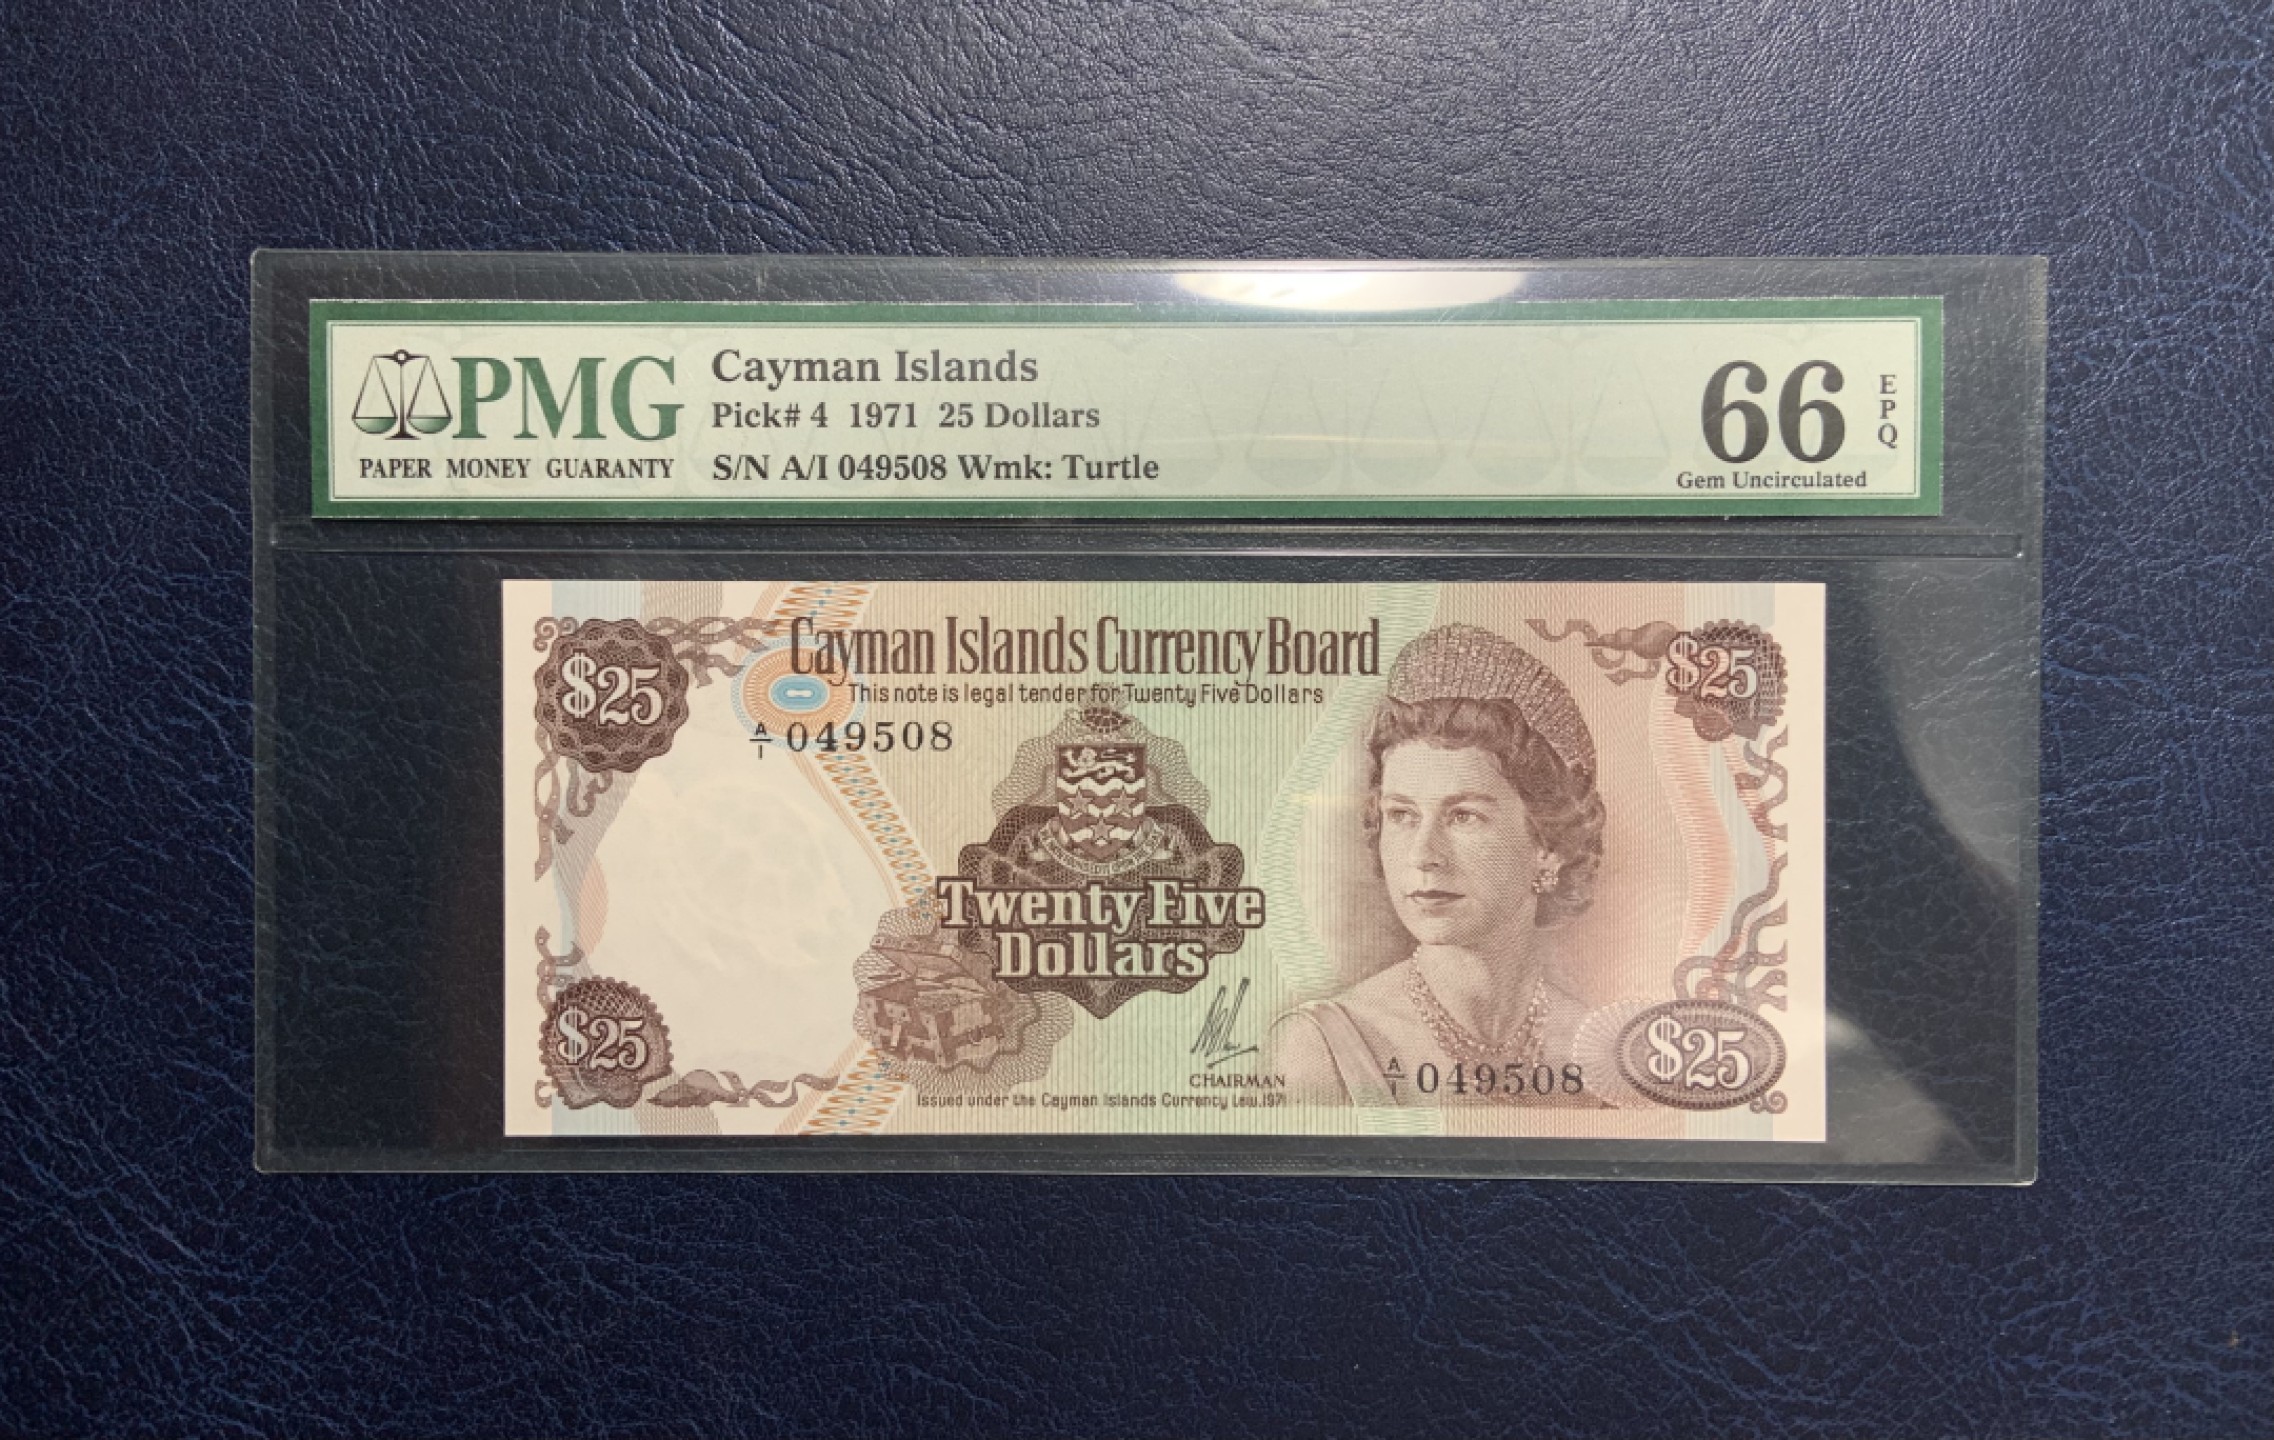 PMG
PAPER MONEY GUARANTY
Cayman Islands
Pick# 4 1971 25 Dollars
S/N A/I 049508 Wmk: Turtle
66
EPQ
Gem Uncirculated
Cayman Islands Currency Board
This note is legal tender for Twenty Five Dollars
$25
$25
A/1 049508
Twenty Five
Dollars
CHAIRMAN
Issued under the Cayman Islands Currency Law, 1971
$25
A/1 049508
$25